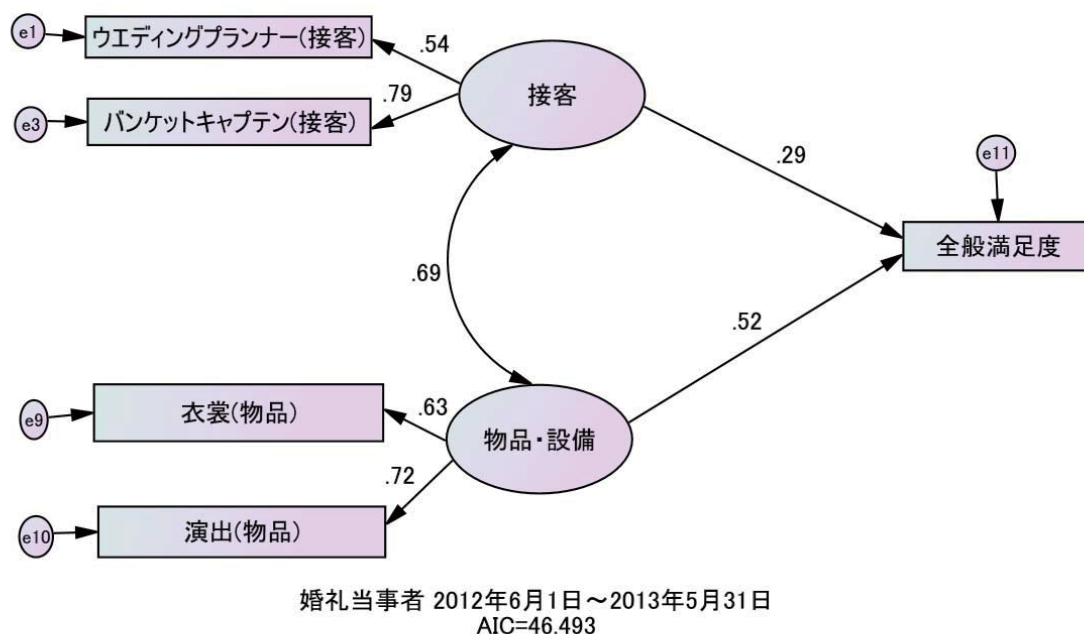 e1
ウエディングプランナー(接客)
.54
接客
e3
バンケットキャプテン(接客)
.79
.29
e11
全般満足度
.69
.52
e9
衣裳(物品)
.63
物品・設備
.72
e10
演出(物品)
婚礼当事者 2012年6月1日～2013年5月31日
AIC=46.493